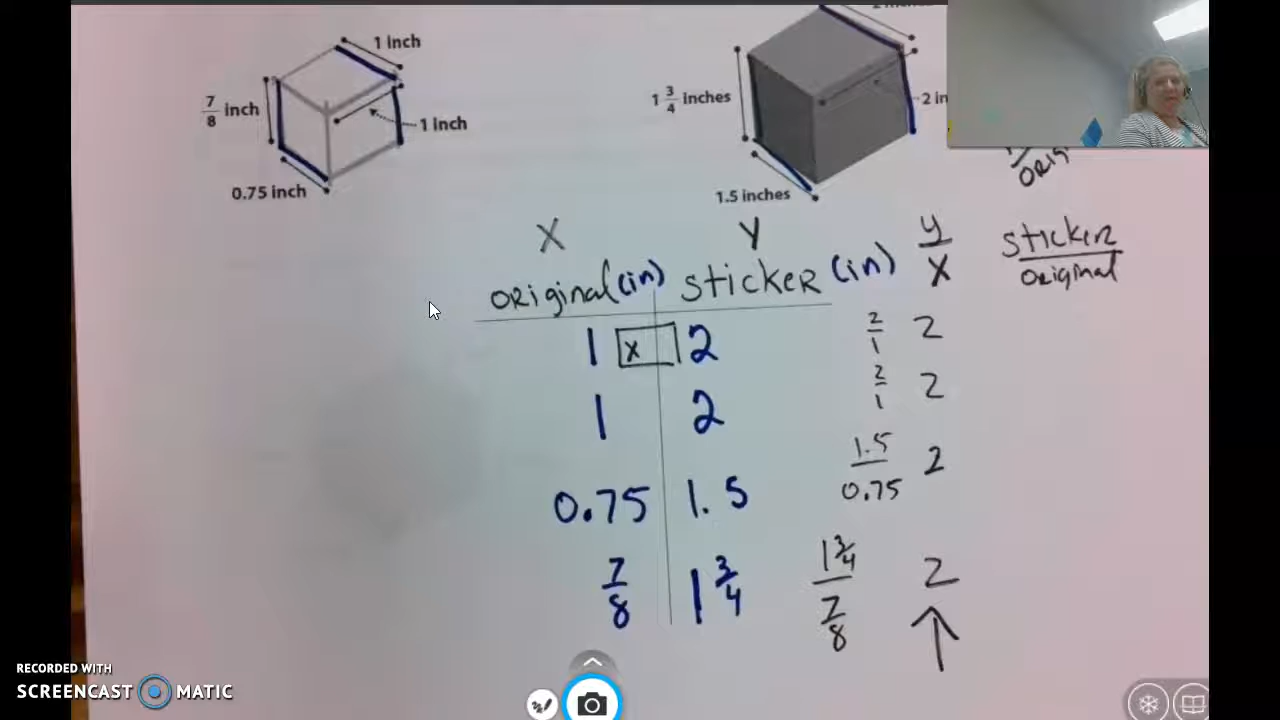 1 inch
7/8 inch
1 inch
0.75 inch
1 3/4 inches
2 in
1.5 inches
X
Y
y/x
sticker/original
original (in)
sticker (in)
1
x
2
2/1
2
1
2
2/1
2
0.75
1.5
1.5/0.75
2
7/8
1 3/4
1 3/4 / 7/8
2
RECORDED WITH
SCREENCAST MATIC